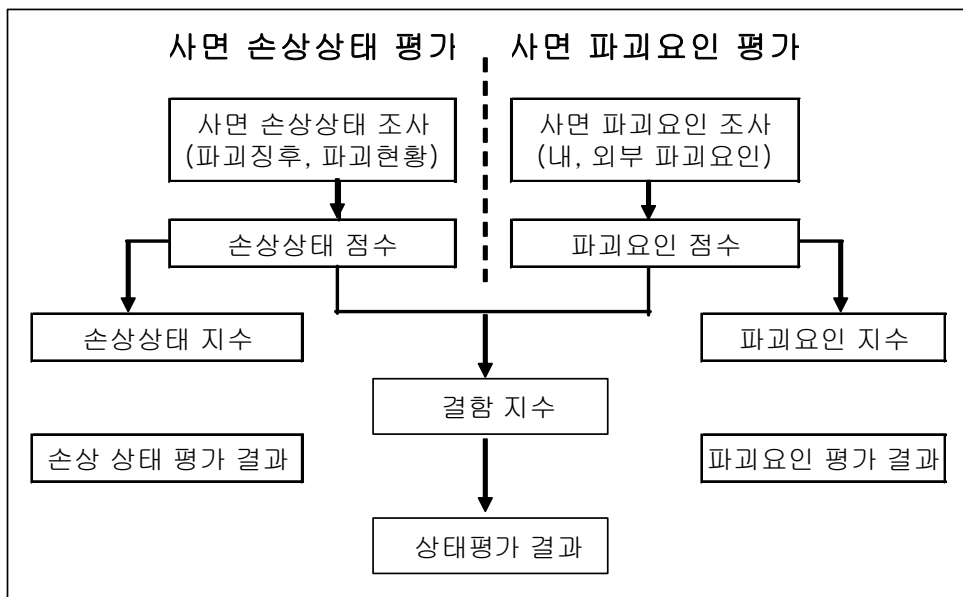 사면 손상상태 평가
사면 파괴요인 평가
사면 손상상태 조사
(파괴징후, 파괴현황)
사면 파괴요인 조사
(내, 외부 파괴요인)
손상상태 점수
파괴요인 점수
손상상태 지수
파괴요인 지수
결함 지수
손상 상태 평가 결과
파괴요인 평가 결과
상태평가 결과